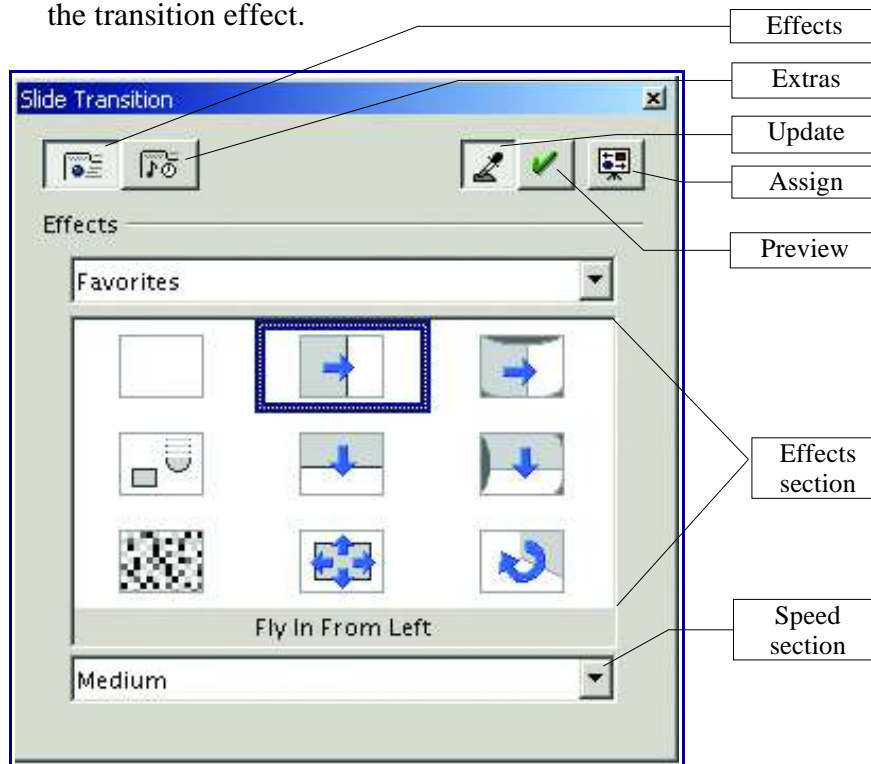 the transition effect.
Effects
Extras
Update
Assign
Preview
Slide Transition
Effects
Favorites
Fly In From Left
Medium
Effects
section
Speed
section